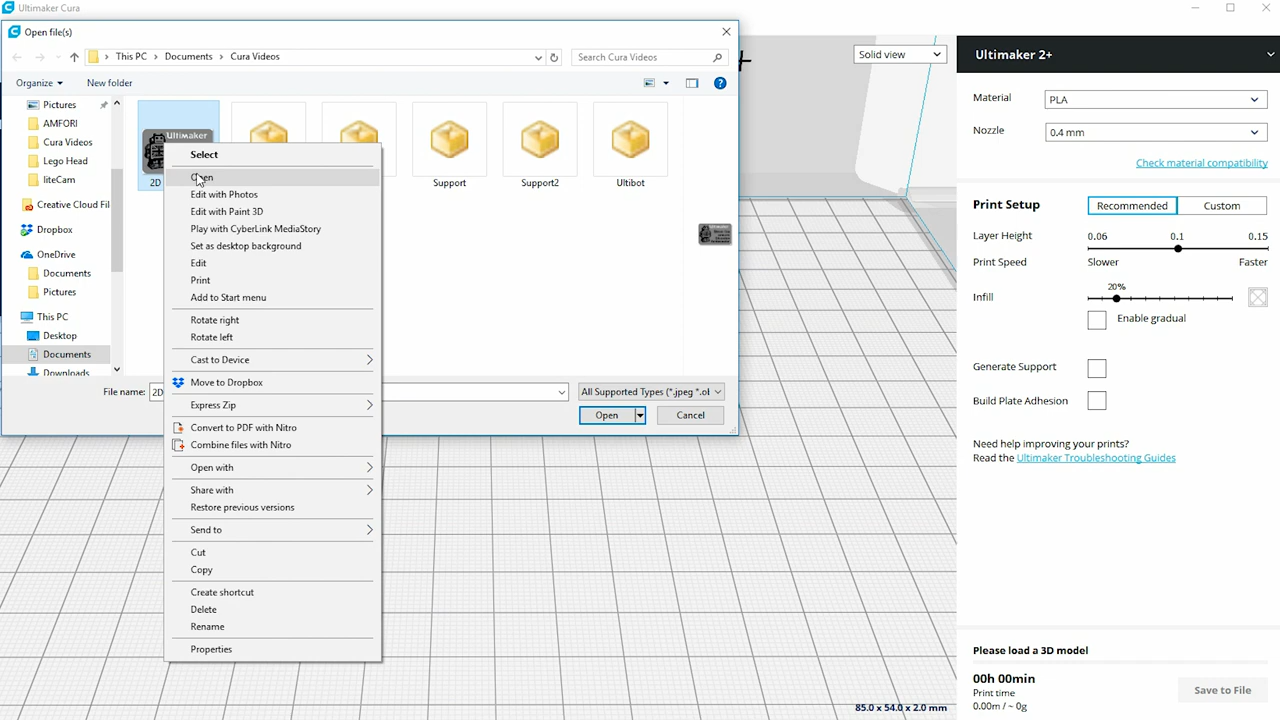 Ultimaker Cura
Open file(s)
This PC
Documents
Cura Videos
Search Cura Videos
Organize
New folder
Pictures
AMFORI
Cura Videos
Lego Head
liteCam
Creative Cloud Fil
Dropbox
OneDrive
Documents
Pictures
This PC
Desktop
Documents
Downloads
Ultimaker
2D
Support
Support2
Ultibot
Select
Open
Edit with Photos
Edit with Paint 3D
Play with CyberLink MediaStory
Set as desktop background
Edit
Print
Add to Start menu
Rotate right
Rotate left
Cast to Device
Move to Dropbox
Express Zip
Convert to PDF with Nitro
Combine files with Nitro
Open with
Share with
Restore previous versions
Send to
Cut
Copy
Create shortcut
Delete
Rename
Properties
File name:
2D
All Supported Types (*.jpeg *.ol
Open
Cancel
Solid view
85.0 x 54.0 x 2.0 mm
Ultimaker 2+
Material
PLA
Nozzle
0.4 mm
Check material compatibility
Print Setup
Recommended
Custom
Layer Height
0.06
0.1
0.15
Print Speed
Slower
Faster
Infill
20%
Enable gradual
Generate Support
Build Plate Adhesion
Need help improving your prints?
Read the Ultimaker Troubleshooting Guides
Please load a 3D model
00h 00min
Print time
0.00m / ~ 0g
Save to File